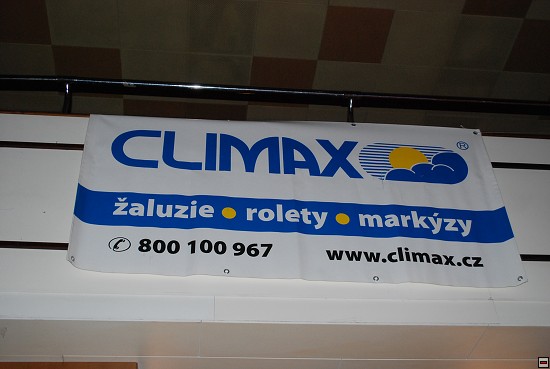 CLIMAX ®
žaluzie • rolety • markýzy
✆ 800 100 967 www.climax.cz